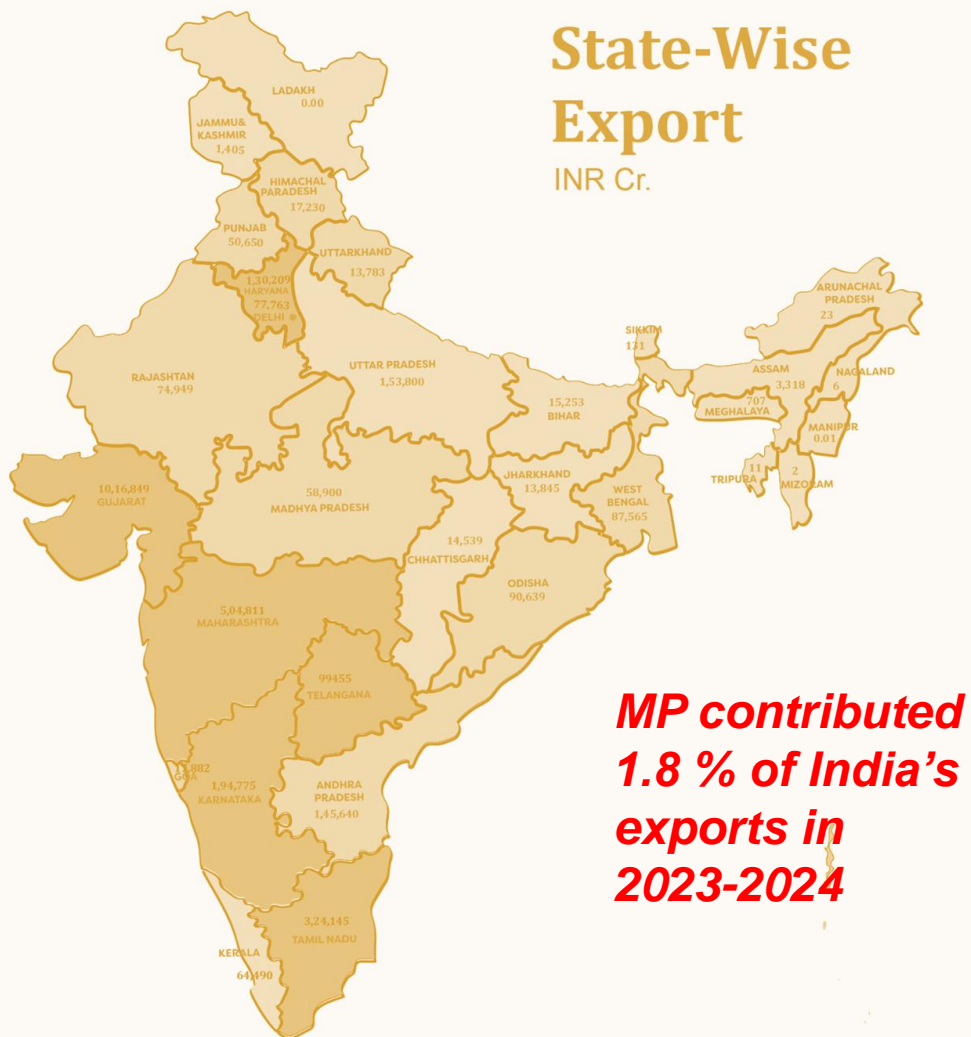 State-Wise
Export
INR Cr.
LADAKH
0.00
JAMMU&
KASHMIR
1,405
HIMACHAL
PARADESH
17,230
PUNJAB
50,650
UTTARKHAND
13,783
1,30,209
HARYANA
77,763
DELHI
RAJASHTAN
74,949
UTTAR PRADESH
1,53,800
15,253
BIHAR
SIKKIM
131
ARUNACHAL
PRADESH
23
ASSAM
3,318
NAGALAND
6
707
MEGHALAYA
MANIPUR
0.01
11
TRIPURA
2
MIZORAM
10,16,849
GUJARAT
58,900
MADHYA PRADESH
JHARKHAND
13,845
WEST
BENGAL
87,565
14,539
CHHATTISGARH
ODISHA
90,639
5,04,811
MAHARASHTRA
99455
TELANGANA
GOA
1,94,775
KARNATAKA
ANDHRA
PRADESH
1,45,640
3,24,145
TAMIL NADU
KERALA
64,490
MP contributed
1.8 % of India’s
exports in
2023-2024